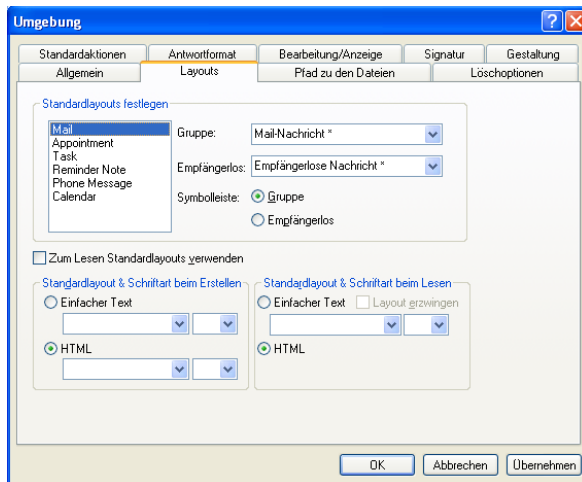 Umgebung
Standardaktionen Antwortformat Bearbeitung/Anzeige Signatur Gestaltung
Allgemein Layouts Pfad zu den Dateien Löschoptionen
Standardlayouts festlegen
Mail
Appointment
Task
Reminder Note
Phone Message
Calendar
Gruppe: Mail-Nachricht *
Empfängerlos: Empfängerlose Nachricht *
Symbolleiste: Gruppe
Empfängerlos
Zum Lesen Standardlayouts verwenden
Standardlayout & Schriftart beim Erstellen
Einfacher Text
HTML
Standardlayout & Schriftart beim Lesen
Einfacher Text Layout erzwingen
HTML
OK Abbrechen Übernehmen